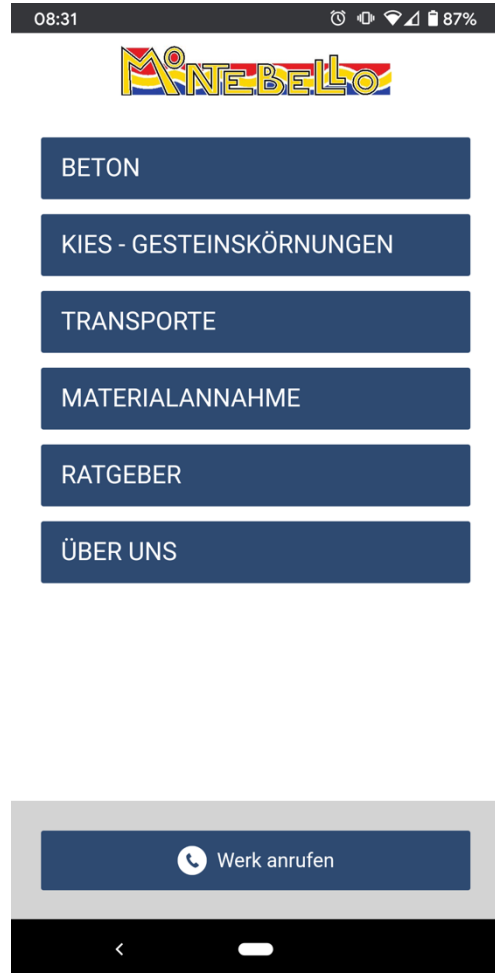 08:31
87%
MONTEBELLO
BETON
KIES - GESTEINSKÖRNUNGEN
TRANSPORTE
MATERIALANNAHME
RATGEBER
ÜBER UNS
Werk anrufen